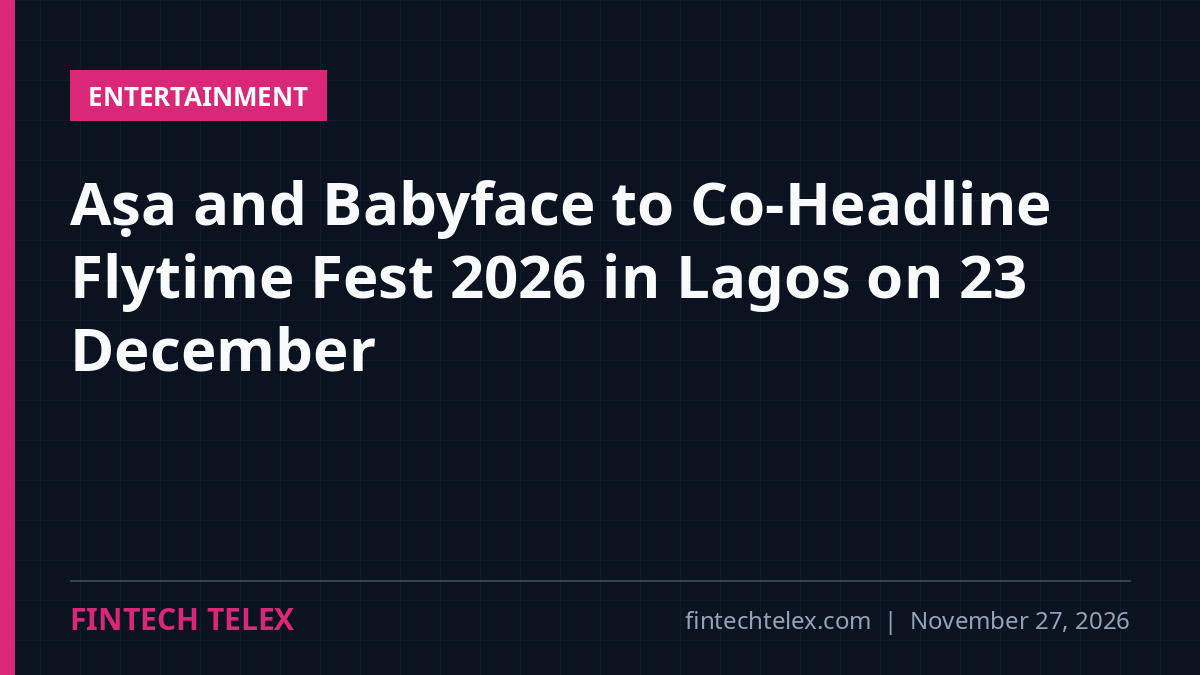 ENTERTAINMENT
Aṣa and Babyface to Co-Headline
Flytime Fest 2026 in Lagos on 23
December
FINTECH TELEX
fintechtelex.com | November 27, 2026